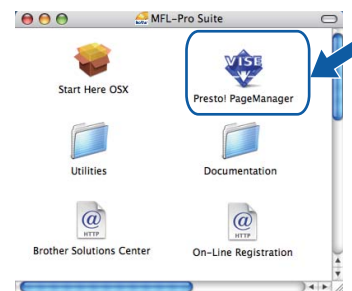 MFL-Pro Suite
VISE
Start Here OSX
Presto! PageManager
Utilities
Documentation
@
HTTP
@
HTTP
Brother Solutions Center
On-Line Registration